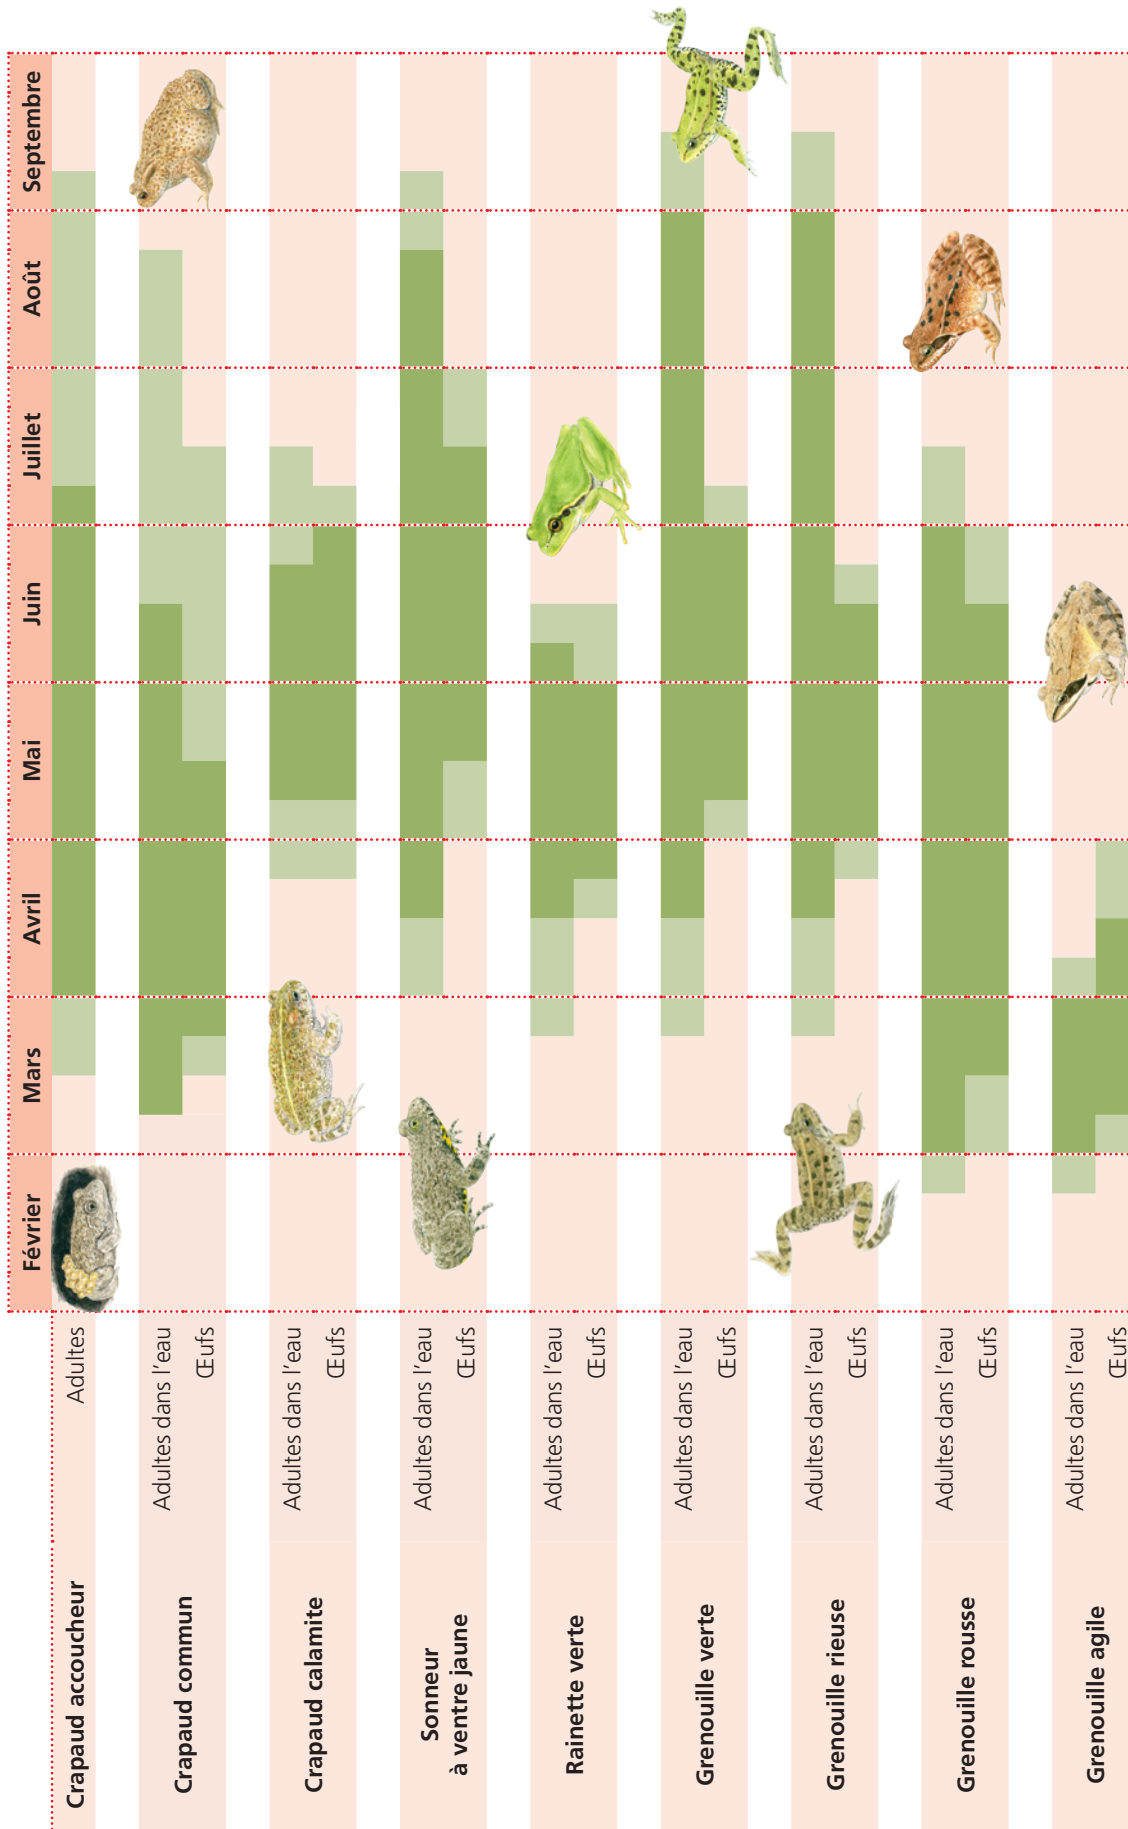 Février
Mars
Avril
Mai
Juin
Juillet
Août
Septembre
Crapaud accoucheur
Adultes
Crapaud commun
Adultes dans l’eau
Œufs
Crapaud calamite
Adultes dans l’eau
Œufs
Sonneur
à ventre jaune
Adultes dans l’eau
Œufs
Rainette verte
Adultes dans l’eau
Œufs
Grenouille verte
Adultes dans l’eau
Œufs
Grenouille rieuse
Adultes dans l’eau
Œufs
Grenouille rousse
Adultes dans l’eau
Œufs
Grenouille agile
Adultes dans l’eau
Œufs